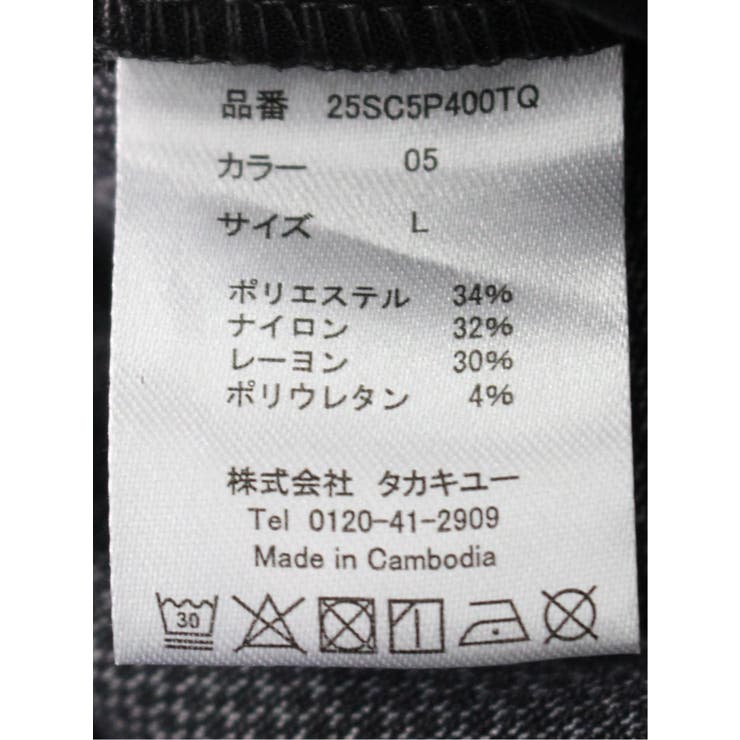 品番 25SC5P400TQ
カラー 05
サイズ L
ポリエステル 34%
ナイロン 32%
レーヨン 30%
ポリウレタン 4%
株式会社 タカキユー
Tel 0120-41-2909
Made in Cambodia
30